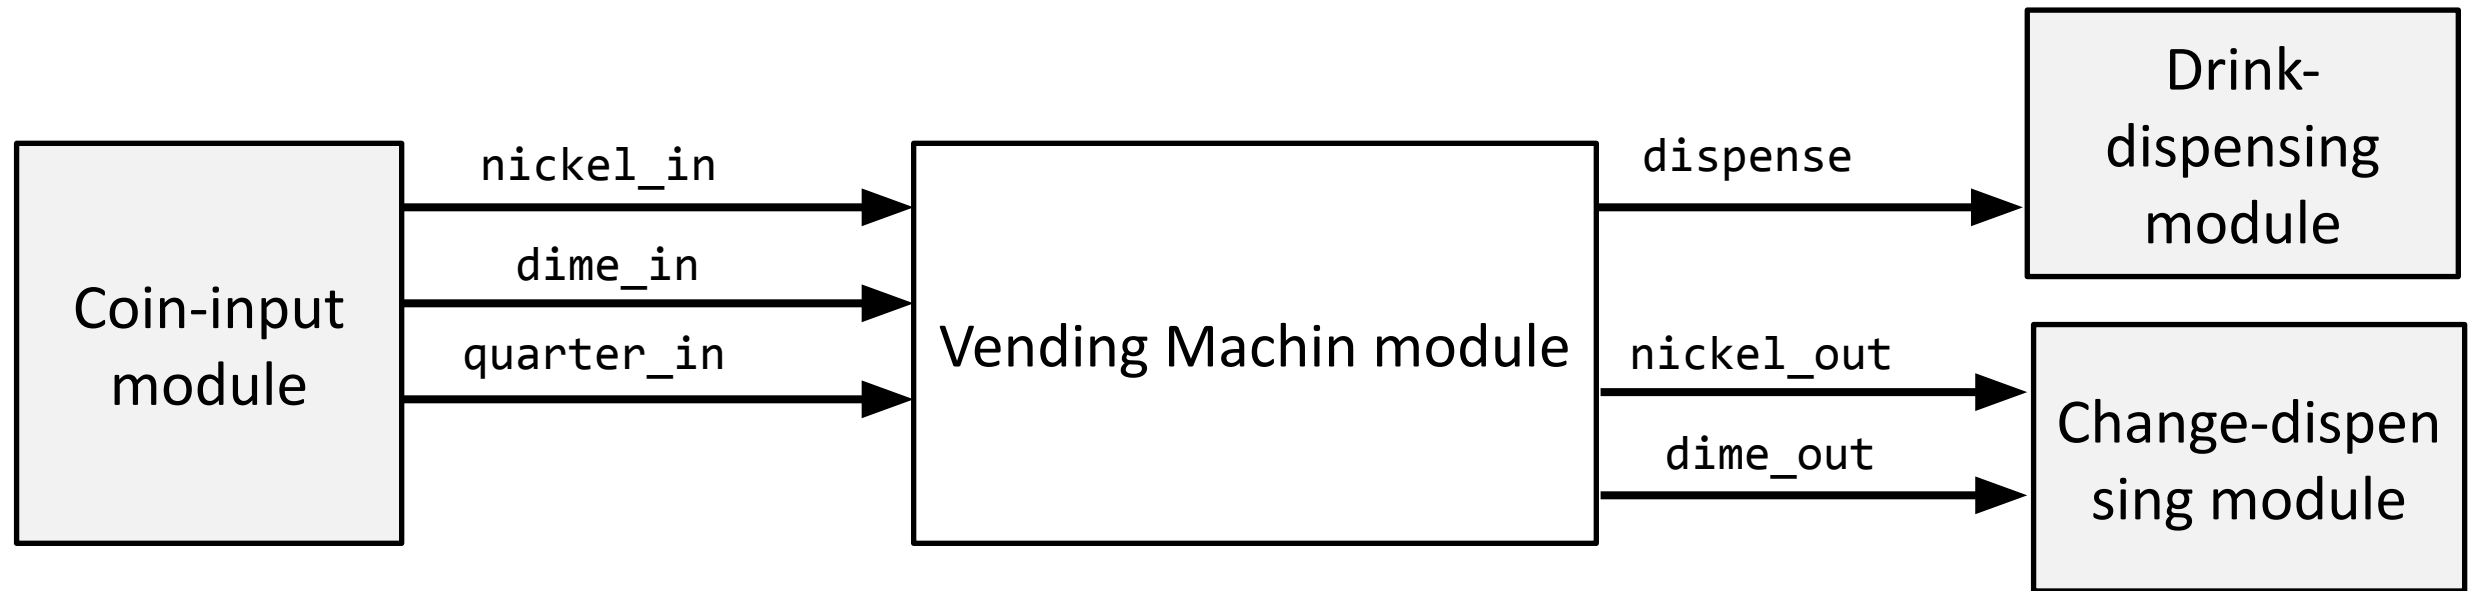 Coin-input
module
nickel_in
dime_in
quarter_in
Vending Machin module
dispense
nickel_out
dime_out
Drink-
dispensing
module
Change-dispen
sing module